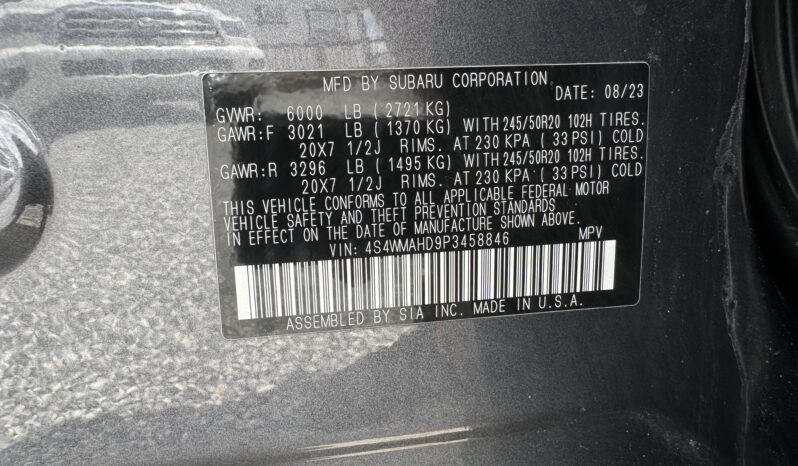 MFD BY SUBARU CORPORATION
DATE: 08/23
GVWR: 6000 LB (2721 KG)
GAWR:F 3021 LB (1370 KG) WITH 245/50R20 102H TIRES.
20X7 1/2J RIMS. AT 230 KPA (33 PSI) COLD
GAWR:R 3296 LB (1495 KG) WITH 245/50R20 102H TIRES.
20X7 1/2J RIMS. AT 230 KPA (33 PSI) COLD
THIS VEHICLE CONFORMS TO ALL APPLICABLE FEDERAL MOTOR
VEHICLE SAFETY AND THEFT PREVENTION STANDARDS
IN EFFECT ON THE DATE OF MANUFACTURE SHOWN ABOVE.
VIN: 4S4WMAHD9P3458846 MPV
ASSEMBLED BY SIA INC. MADE IN U.S.A.